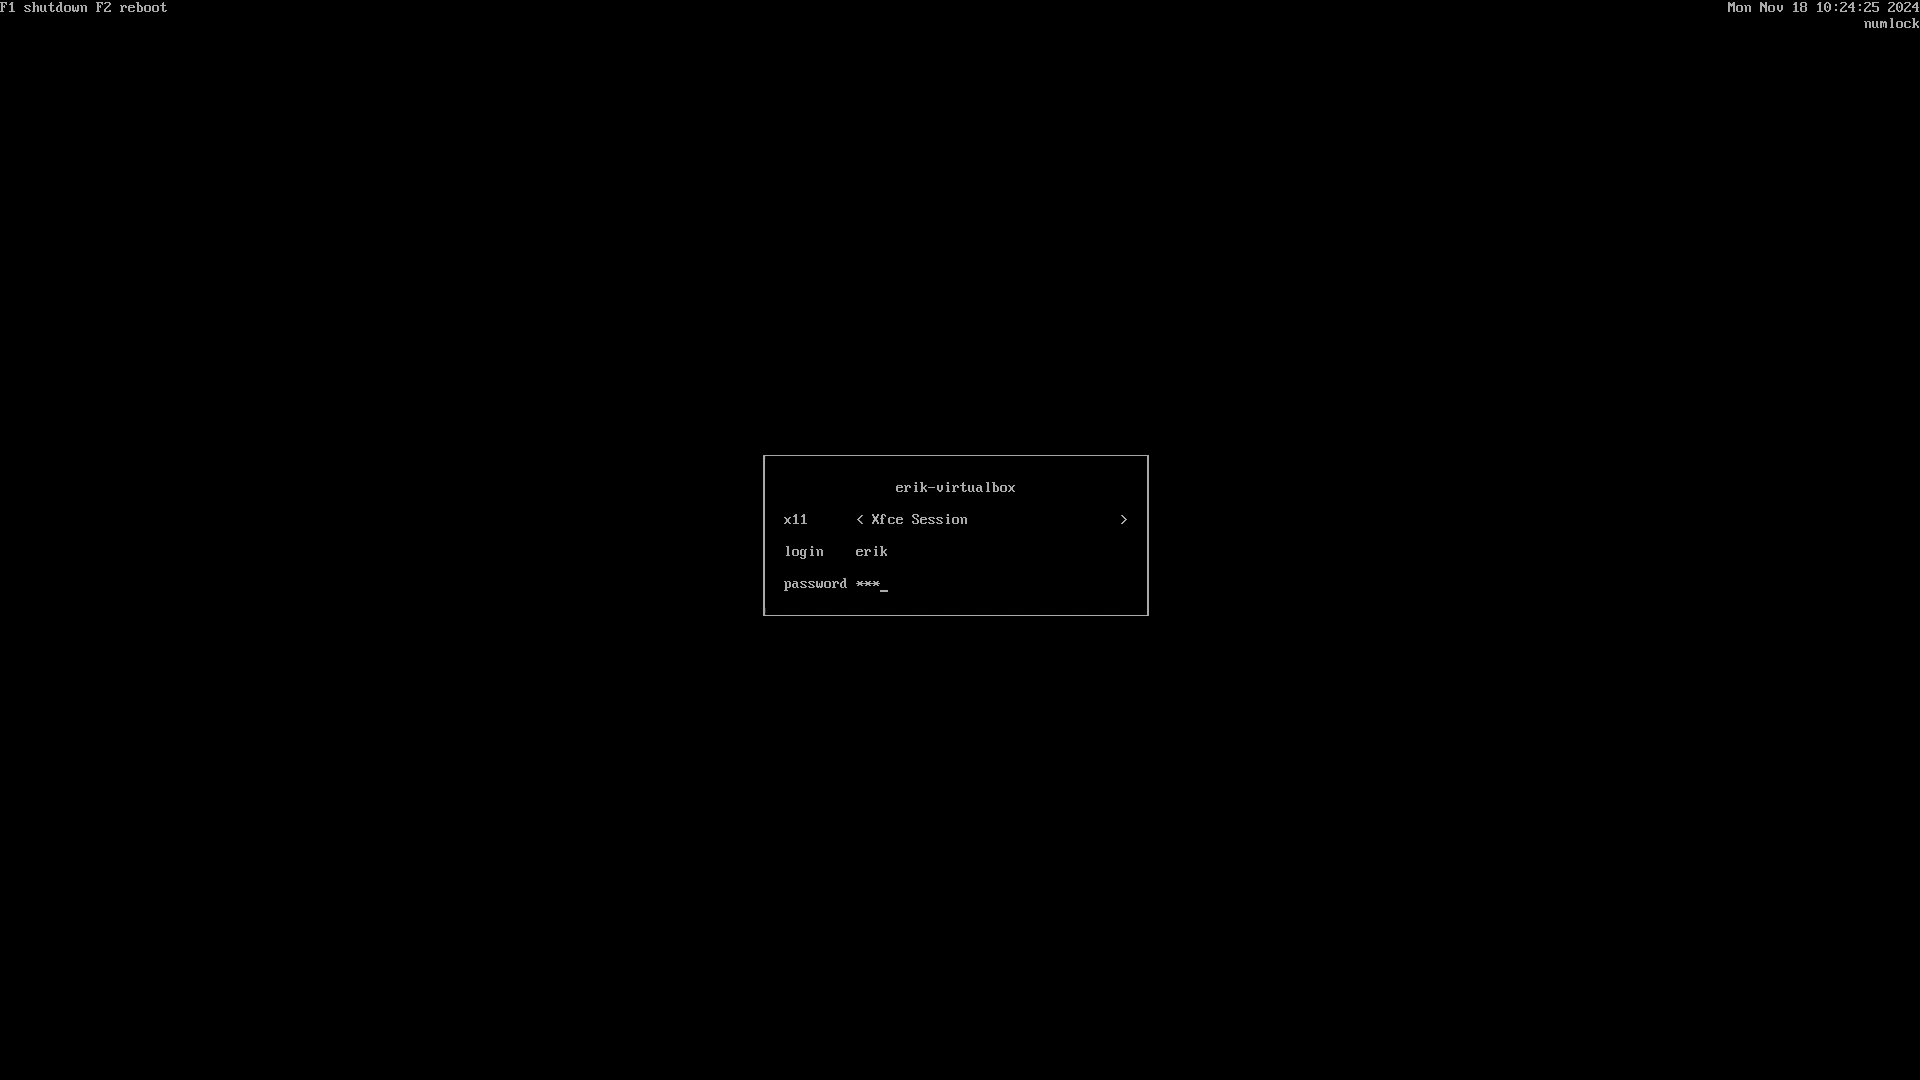 F1 shutdown F2 reboot
Mon Nov 18 10:24:25 2024
numlock
erik-virtualbox
x11 < Xfce Session >
login erik
password ***_